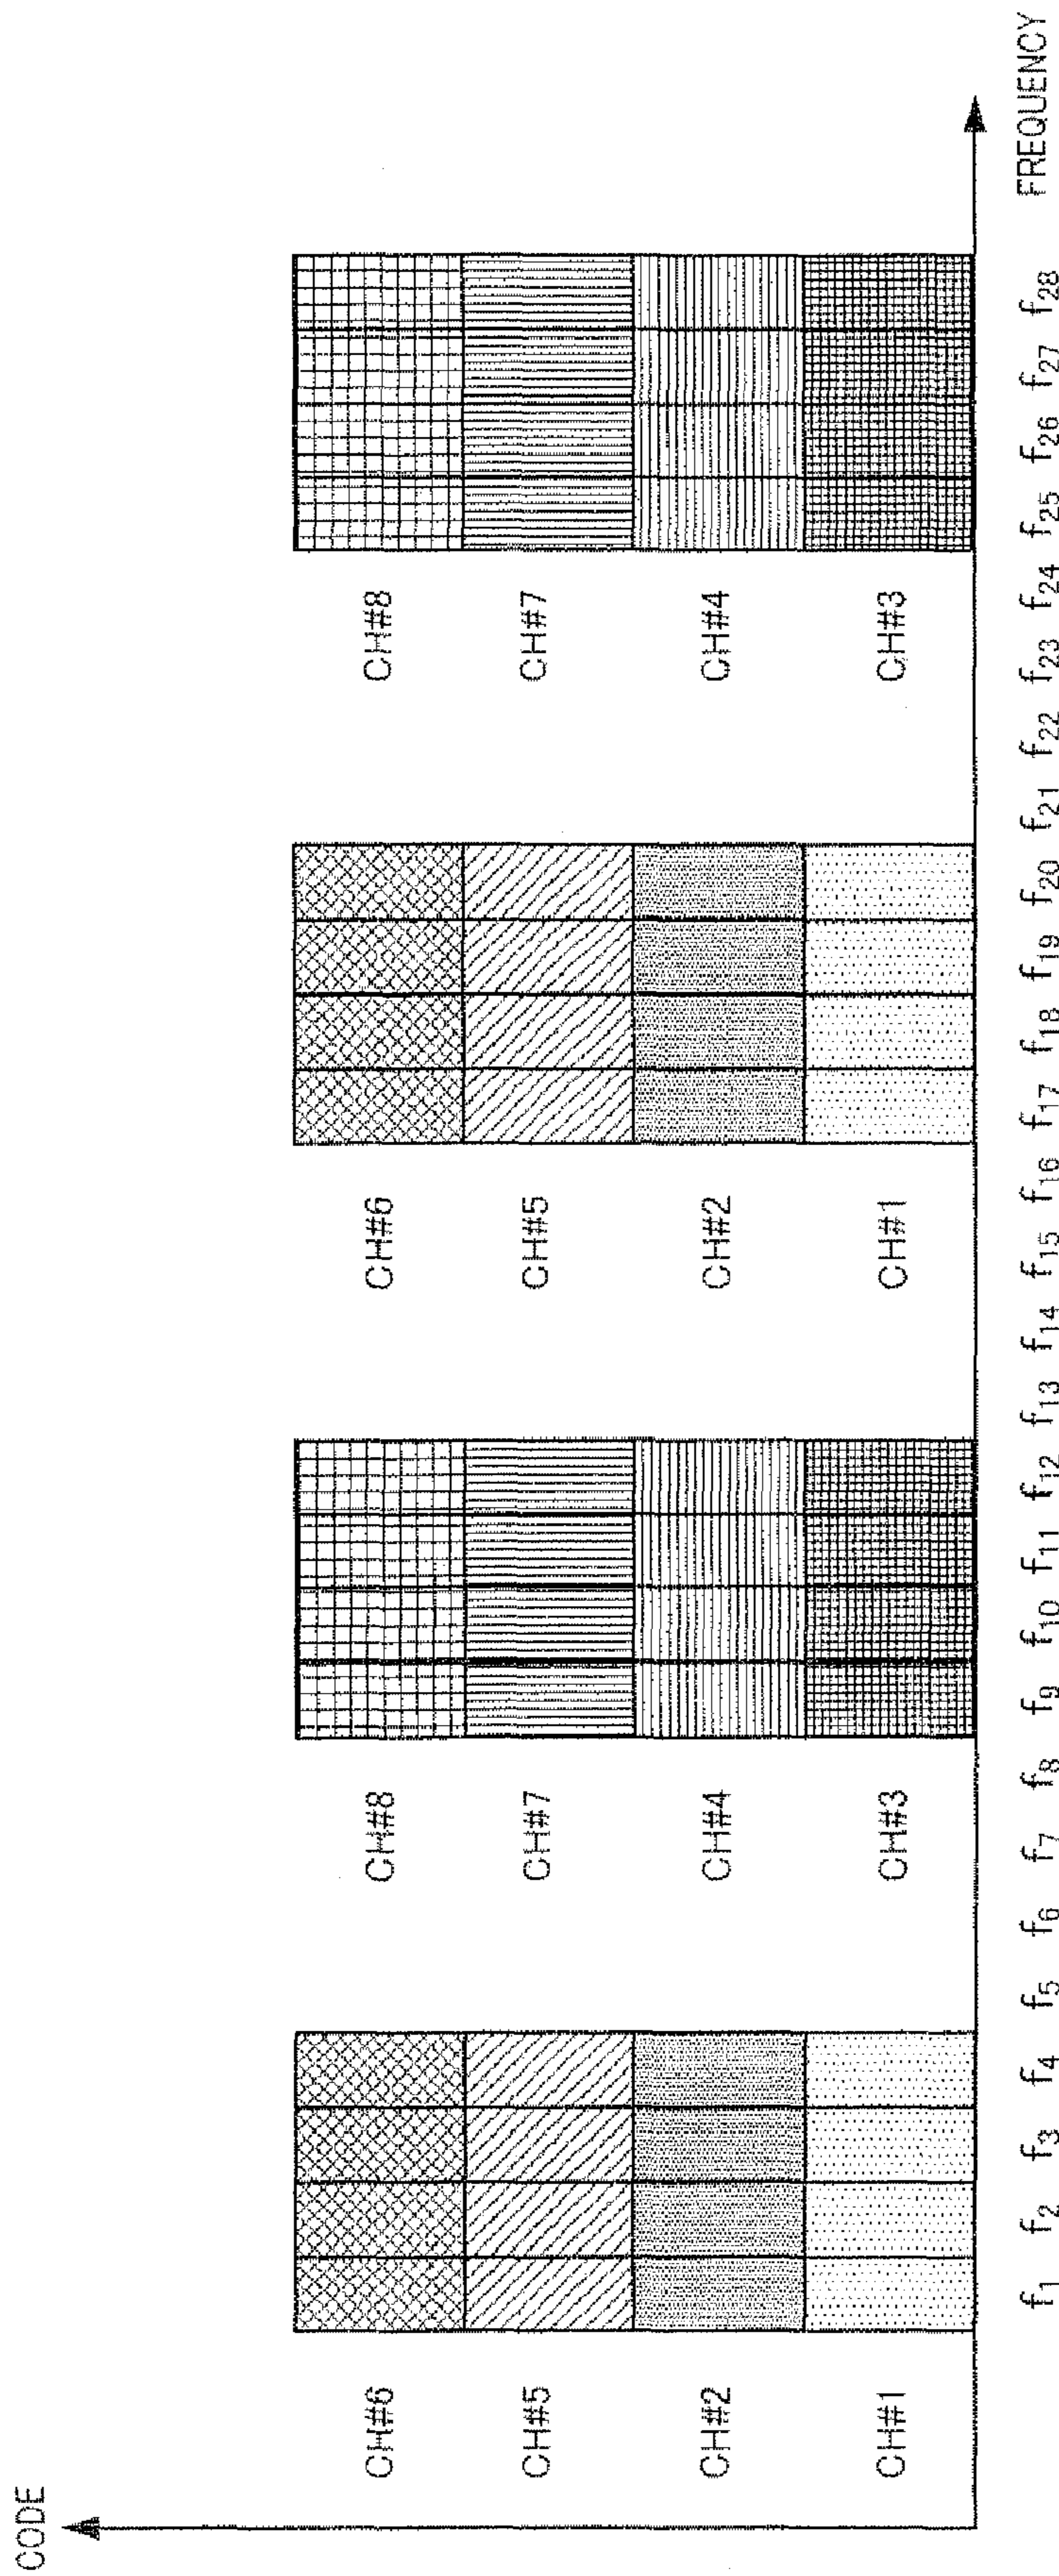 CODE
CH#6 CH#8 CH#6 CH#8
CH#5 CH#7 CH#5 CH#7
CH#2 CH#4 CH#2 CH#4
CH#1 CH#3 CH#1 CH#3
f1 f2 f3 f4 f5 f6 f7 f8 f9 f10 f11 f12 f13 f14 f15 f16 f17 f18 f19 f20 f21 f22 f23 f24 f25 f26 f27 f28
FREQUENCY